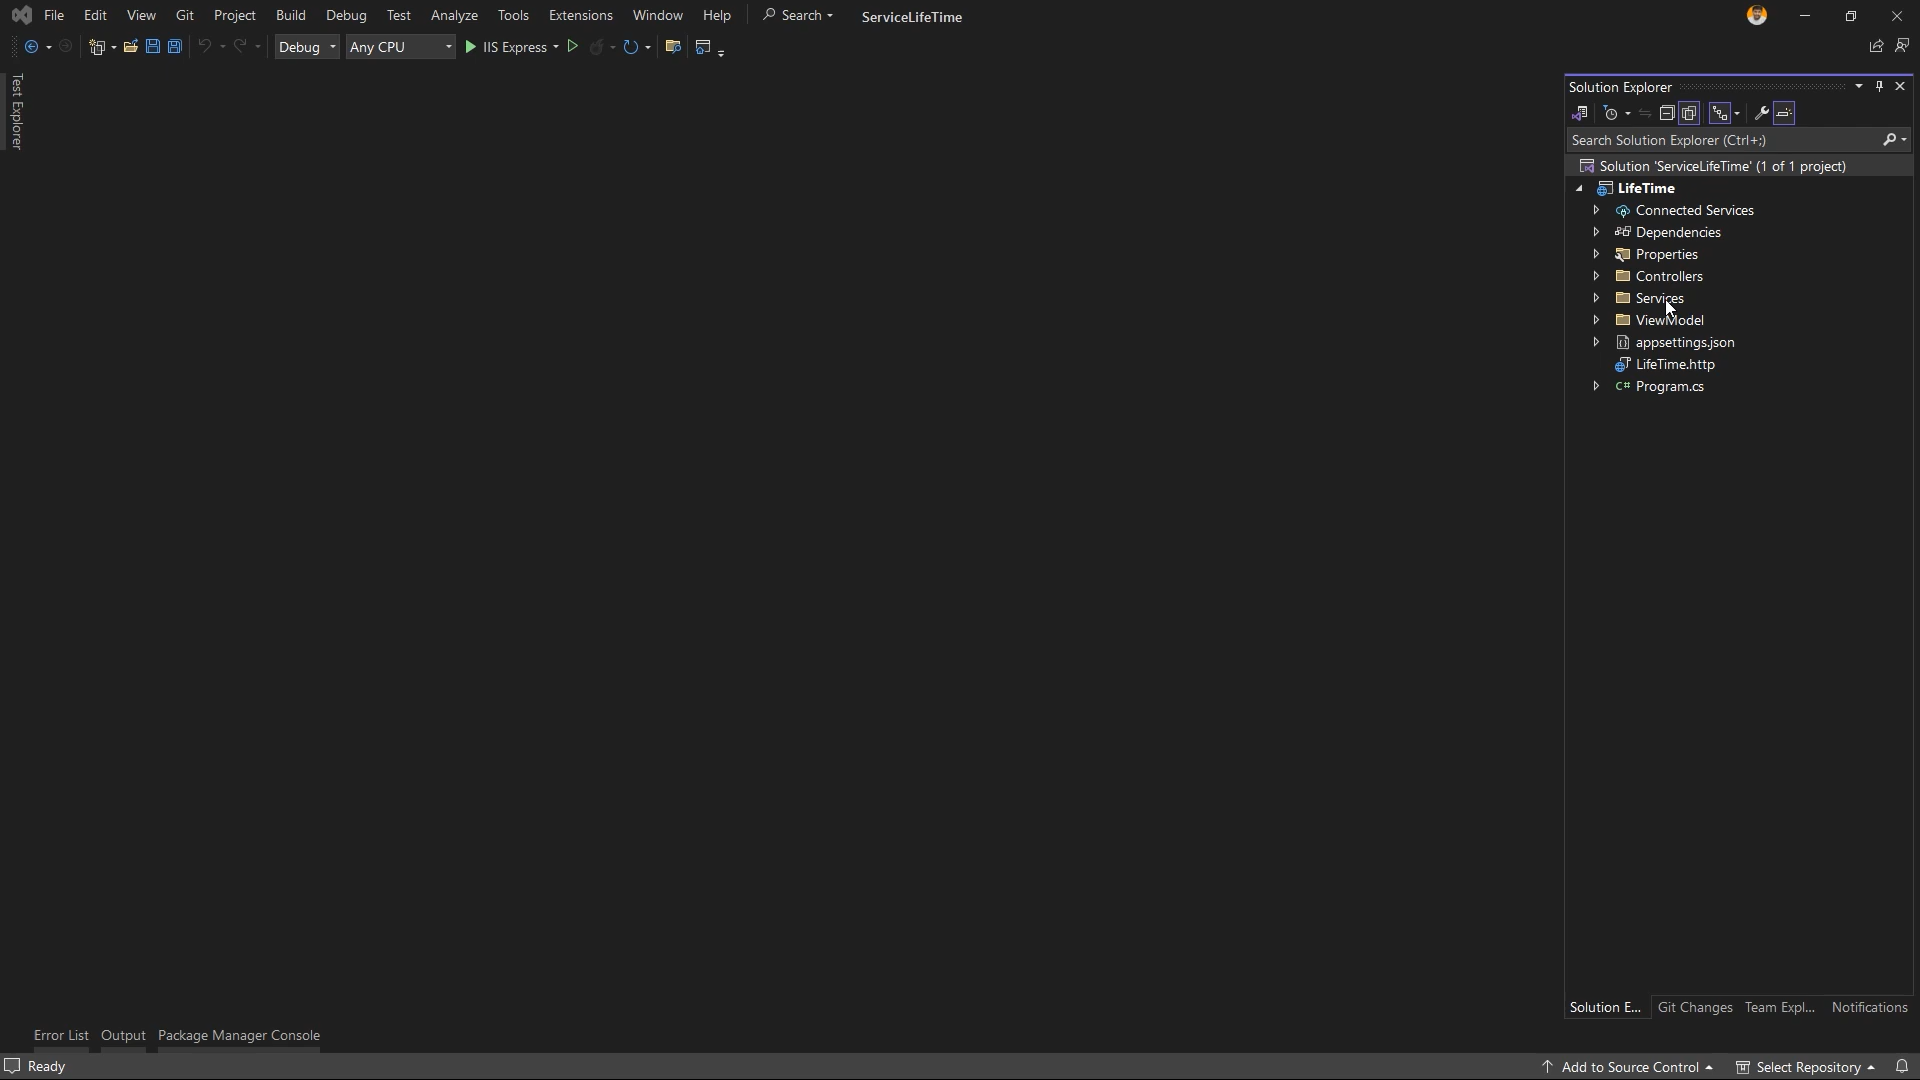 File Edit View Git Project Build Debug Test Analyze Tools Extensions Window Help Search ServiceLifeTime
Debug Any CPU IIS Express
Test Explorer
Solution Explorer
Search Solution Explorer (Ctrl+;)
Solution 'ServiceLifeTime' (1 of 1 project)
LifeTime
Connected Services
Dependencies
Properties
Controllers
Services
ViewModel
appsettings.json
LifeTime.http
C# Program.cs
Solution E... Git Changes Team Expl... Notifications
Error List Output Package Manager Console
Ready Add to Source Control Select Repository